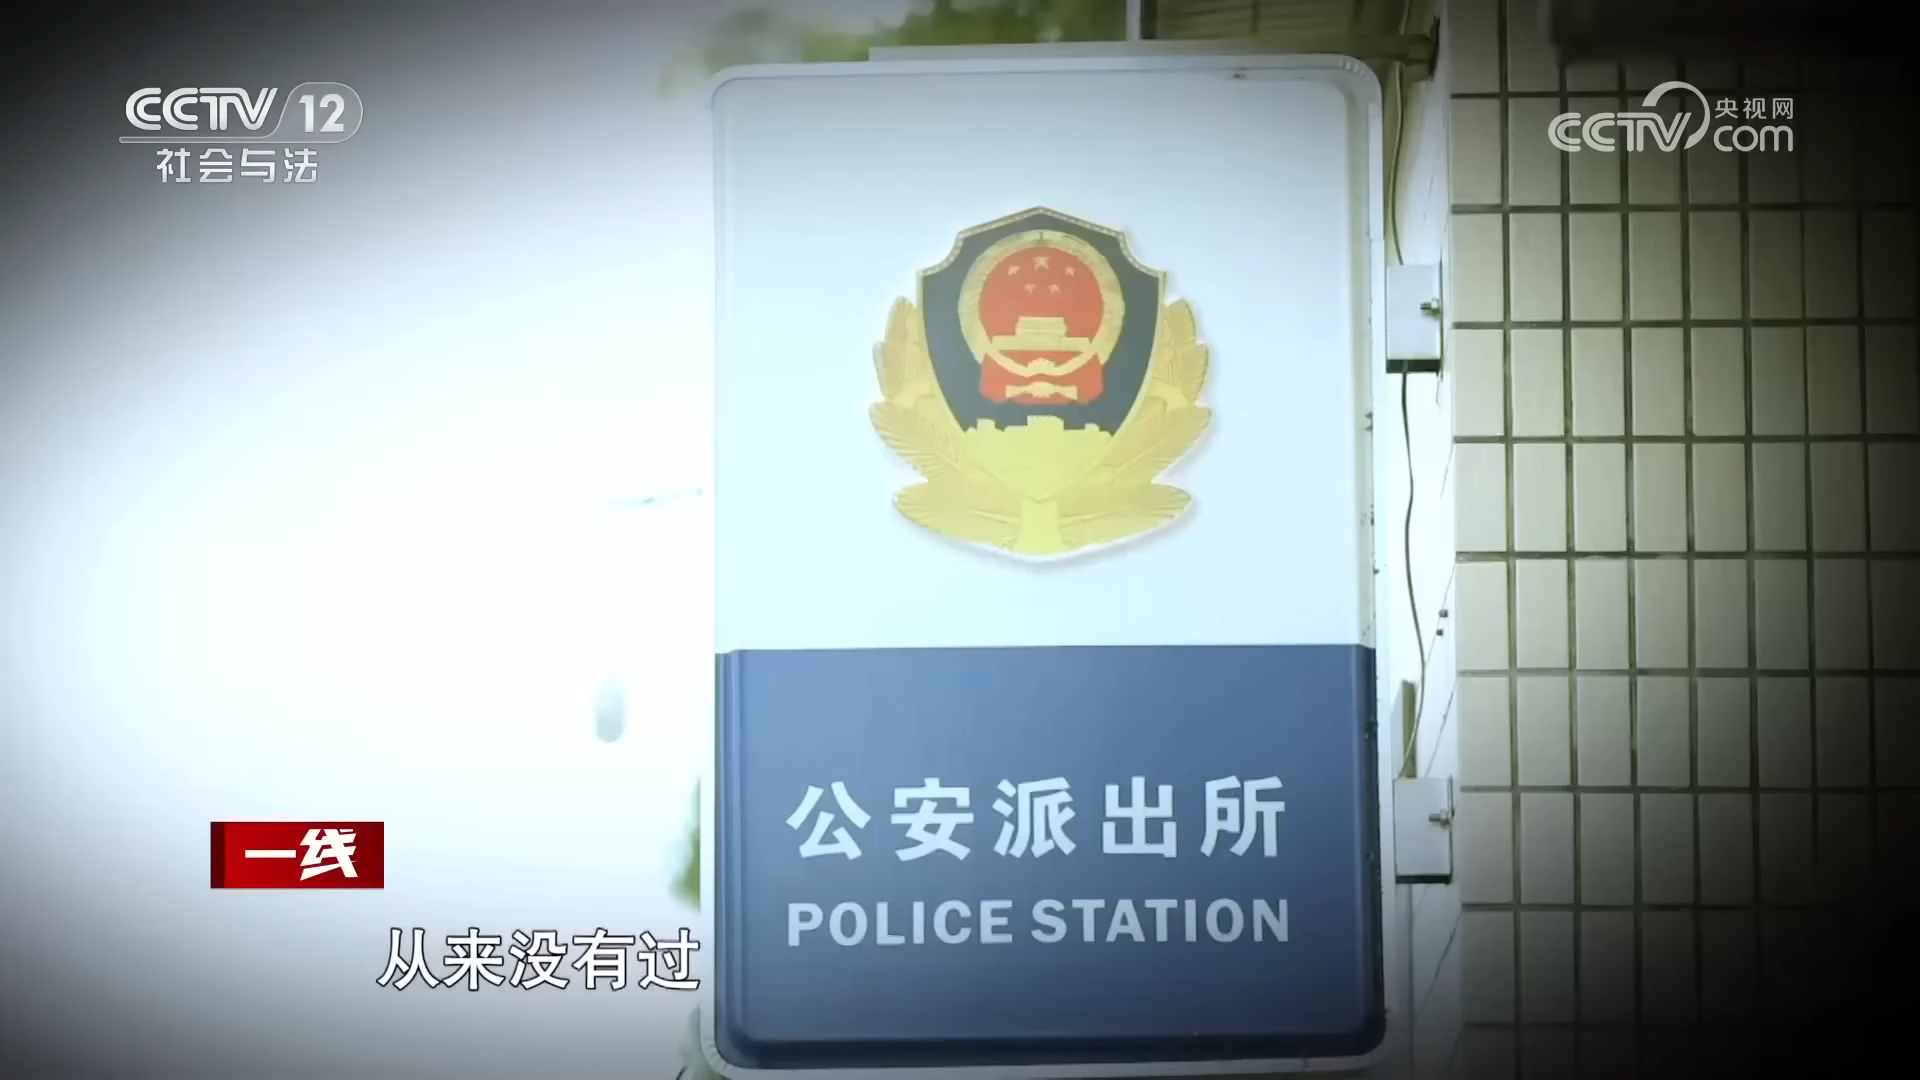 CCTV 12
社会与法
央视网
CCTV.com
公安派出所
POLICE STATION
一线
从来没有过